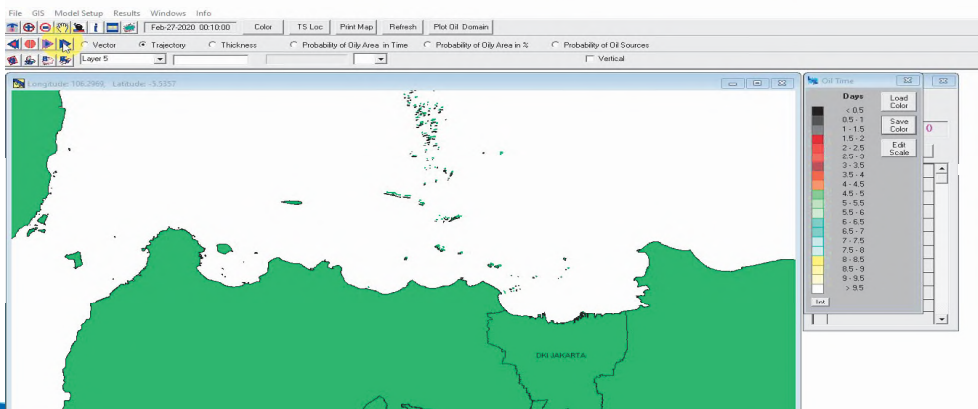 File GIS Model Setup Results Windows Info
Feb-27-2020 00:10:00 Color TS Loc Print Map Refresh Plot Oil Domain
Vector Trajectory Thickness Probability of Oily Area in Time Probability of Oily Area in % Probability of Oil Sources
Layer 5 Vertical
Longitude: 106.2969, Latitude: -5.5157
Oil Time
Days
Load Color
Save Color
Edit Scale
0
< 0.5
0.5 - 1
1 - 1.5
1.5 - 2
2 - 2.5
2.5 - 3
3 - 3.5
3.5 - 4
4 - 4.5
4.5 - 5
5 - 5.5
5.5 - 6
6 - 6.5
6.5 - 7
7 - 7.5
7.5 - 8
8 - 8.5
8.5 - 9
9 - 9.5
> 9.5
DKI JAKARTA